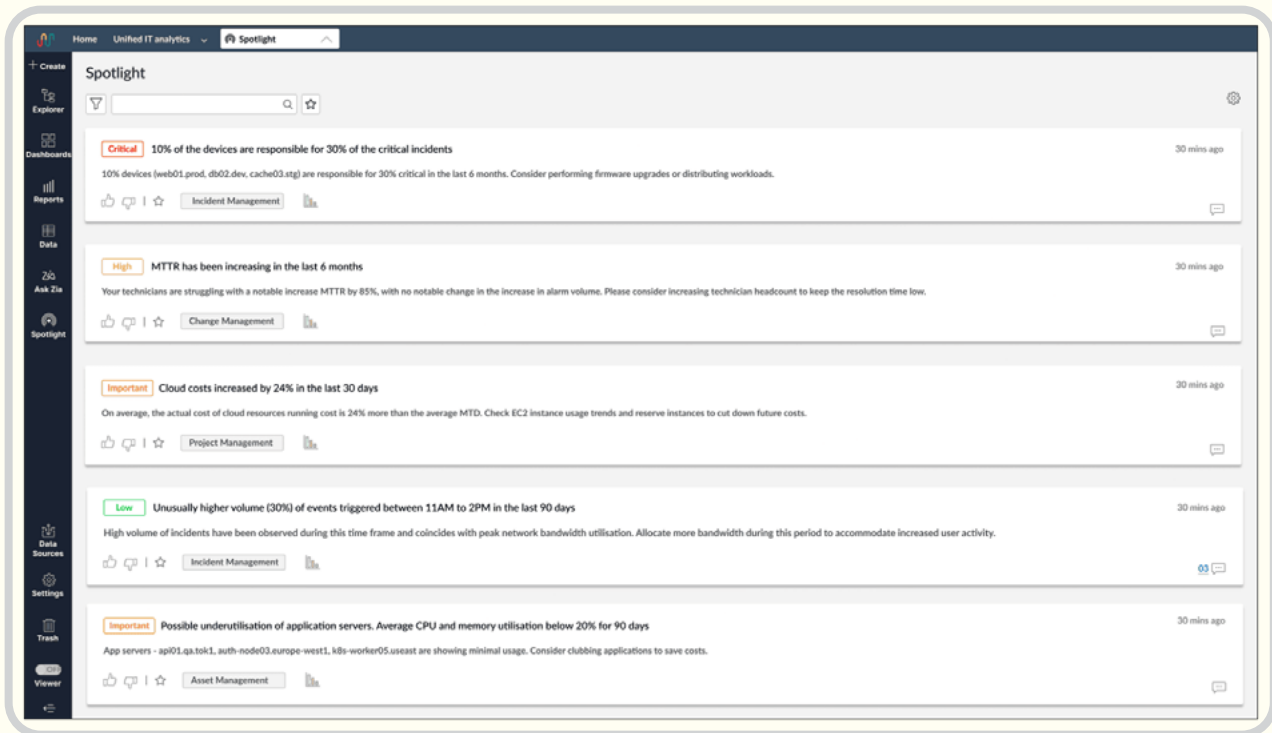 Home Unified IT analytics Spotlight
+ Create
Explorer
Dashboards
Reports
Data
Ask Zia
Spotlight
Data
Sources
Settings
Trash
Viewer
Spotlight
Critical 10% of the devices are responsible for 30% of the critical incidents 30 mins ago
10% devices (web01.prod, db02.dev, cache03.stg) are responsible for 30% critical in the last 6 months. Consider performing firmware upgrades or distributing workloads.
Incident Management
High MTTR has been increasing in the last 6 months 30 mins ago
Your technicians are struggling with a notable increase MTTR by 85%, with no notable change in the increase in alarm volume. Please consider increasing technician headcount to keep the resolution time low.
Change Management
Important Cloud costs increased by 24% in the last 30 days 30 mins ago
On average, the actual cost of cloud resources running cost is 24% more than the average MTD. Check EC2 instance usage trends and reserve instances to cut down future costs.
Project Management
Low Unusually higher volume (30%) of events triggered between 11AM to 2PM in the last 90 days 30 mins ago
High volume of incidents have been observed during this time frame and coincides with peak network bandwidth utilisation. Allocate more bandwidth during this period to accommodate increased user activity.
Incident Management 03
Important Possible underutilisation of application servers. Average CPU and memory utilisation below 20% for 90 days 30 mins ago
App servers - api01.qa.tok1, auth-node03.europe-west1, k8s-worker05.useast are showing minimal usage. Consider clubbing applications to save costs.
Asset Management